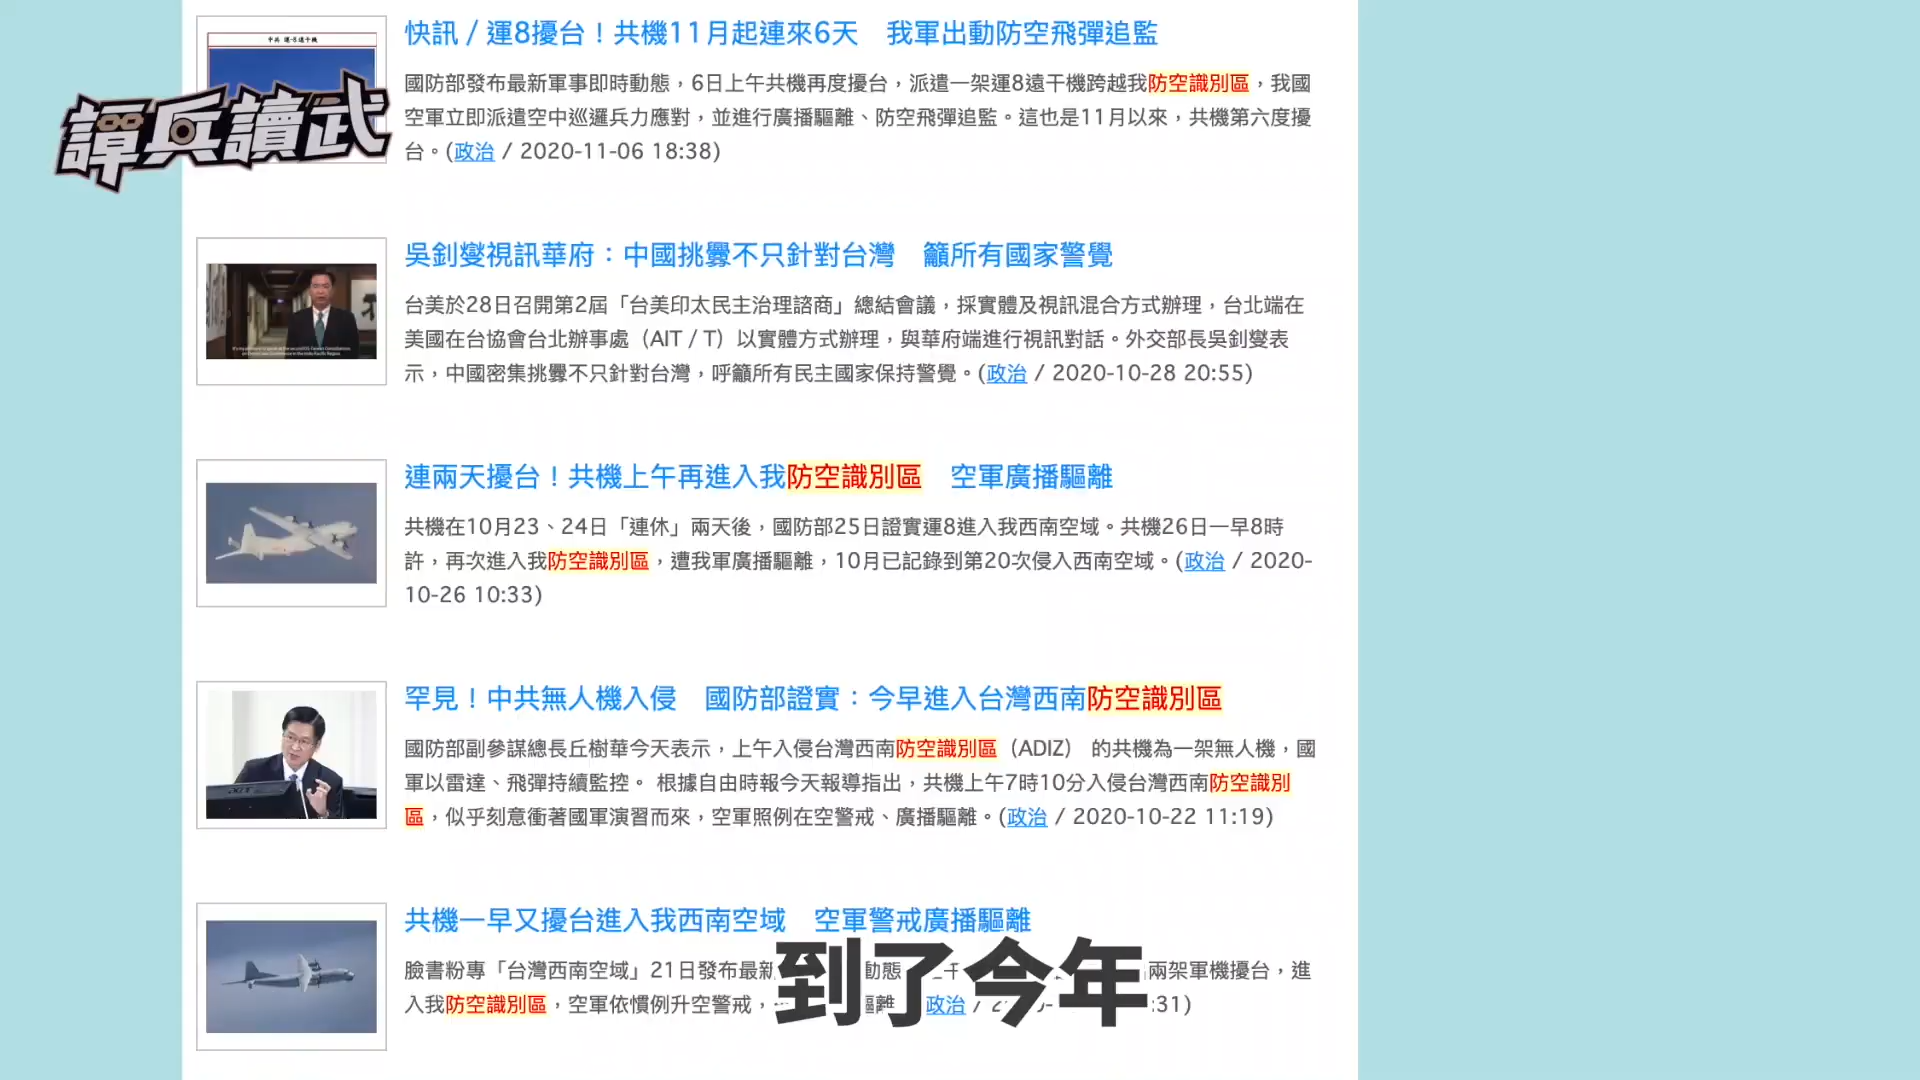 中共 運-8遠干機
譚兵讀武
快訊／運8擾台！共機11月起連來6天　我軍出動防空飛彈追監
國防部發布最新軍事即時動態，6日上午共機再度擾台，派遣一架運8遠干機跨越我防空識別區，我國
空軍立即派遣空中巡邏兵力應對，並進行廣播驅離、防空飛彈追監。這也是11月以來，共機第六度擾
台。(政治 / 2020-11-06 18:38)
吳釗燮視訊華府：中國挑釁不只針對台灣　籲所有國家警覺
台美於28日召開第2屆「台美印太民主治理諮商」總結會議，採實體及視訊混合方式辦理，台北端在
美國在台協會台北辦事處（AIT / T）以實體方式辦理，與華府端進行視訊對話。外交部長吳釗燮表
示，中國密集挑釁不只針對台灣，呼籲所有民主國家保持警覺。(政治 / 2020-10-28 20:55)
連兩天擾台！共機上午再進入我防空識別區　空軍廣播驅離
共機在10月23、24日「連休」兩天後，國防部25日證實運8進入我西南空域。共機26日一早8時
許，再次進入我防空識別區，遭我軍廣播驅離，10月已記錄到第20次侵入西南空域。(政治 / 2020-
10-26 10:33)
罕見！中共無人機入侵　國防部證實：今早進入台灣西南防空識別區
國防部副參謀總長丘樹華今天表示，上午入侵台灣西南防空識別區（ADIZ） 的共機為一架無人機，國
軍以雷達、飛彈持續監控。 根據自由時報今天報導指出，共機上午7時10分入侵台灣西南防空識別
區，似乎刻意衝著國軍演習而來，空軍照例在空警戒、廣播驅離。(政治 / 2020-10-22 11:19)
共機一早又擾台進入我西南空域　空軍警戒廣播驅離
臉書粉專「台灣西南空域」21日發布最新 動態 兩架軍機擾台，進
入我防空識別區，空軍依慣例升空警戒， 驅離 政治 / 2 :31)
到了今年